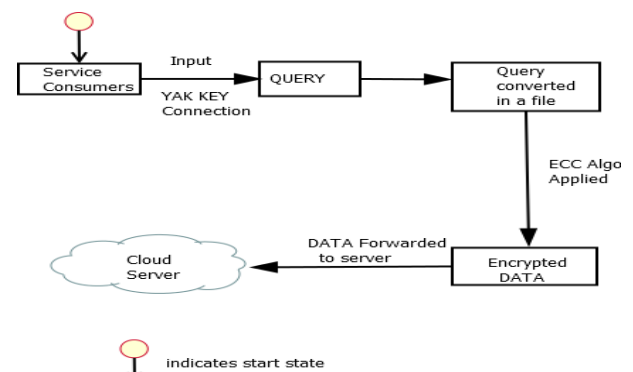 Service
Consumers
Input
YAK KEY
Connection
QUERY
Query
converted
in a file
ECC Algo
Applied
Encrypted
DATA
DATA Forwarded
to server
Cloud
Server
indicates start state